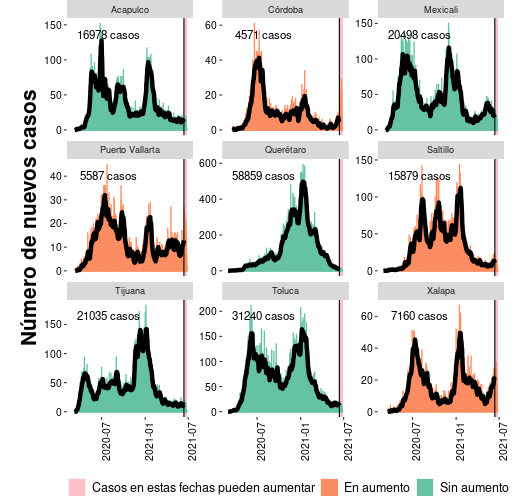 Número de nuevos casos
Acapulco
Córdoba
Mexicali
16978 casos
4571 casos
20498 casos
150
100
50
0
60
40
20
0
150
100
50
0
Puerto Vallarta
Querétaro
Saltillo
5587 casos
58859 casos
15879 casos
40
30
20
10
0
600
400
200
0
150
100
50
0
Tijuana
Toluca
Xalapa
21035 casos
31240 casos
7160 casos
150
100
50
0
200
150
100
50
0
60
40
20
0
2020-07
2021-01
2021-07
2020-07
2021-01
2021-07
2020-07
2021-01
2021-07
Casos en estas fechas pueden aumentar
En aumento
Sin aumento